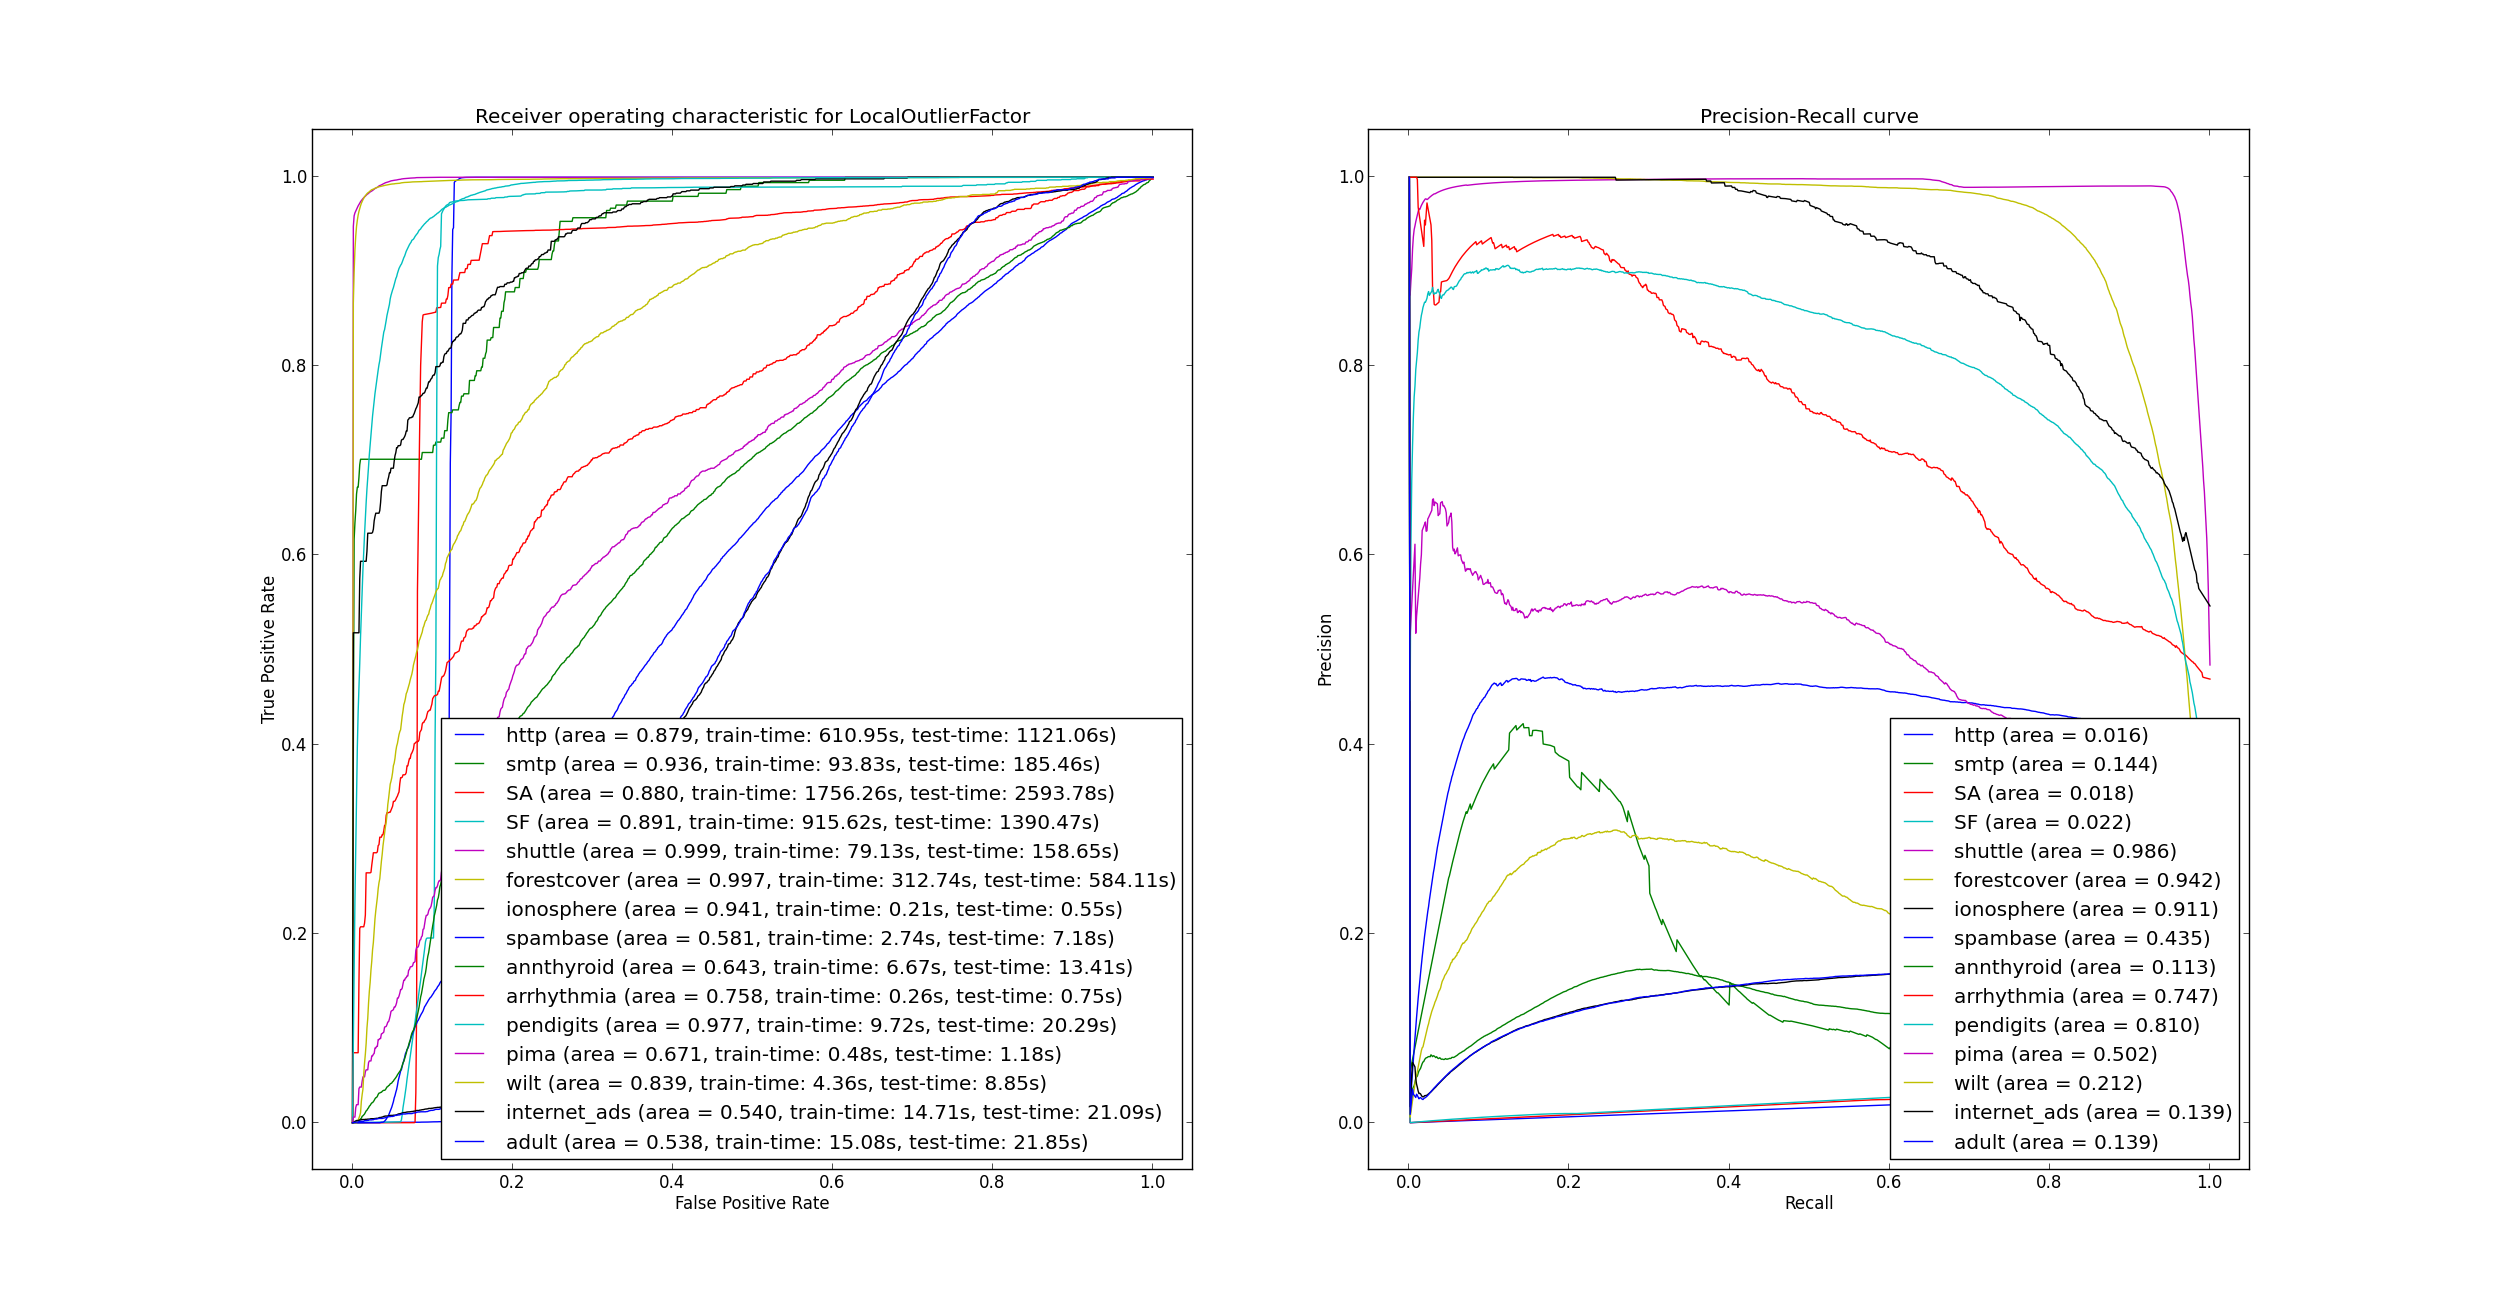 Receiver operating characteristic for LocalOutlierFactor
1.0
0.8
0.6
0.4
0.2
0.0
True Positive Rate
http (area = 0.879, train-time: 610.95s, test-time: 1121.06s)
smtp (area = 0.936, train-time: 93.83s, test-time: 185.46s)
SA (area = 0.880, train-time: 1756.26s, test-time: 2593.78s)
SF (area = 0.891, train-time: 915.62s, test-time: 1390.47s)
shuttle (area = 0.999, train-time: 79.13s, test-time: 158.65s)
forestcover (area = 0.997, train-time: 312.74s, test-time: 584.11s)
ionosphere (area = 0.941, train-time: 0.21s, test-time: 0.55s)
spambase (area = 0.581, train-time: 2.74s, test-time: 7.18s)
annthyroid (area = 0.643, train-time: 6.67s, test-time: 13.41s)
arrhythmia (area = 0.758, train-time: 0.26s, test-time: 0.75s)
pendigits (area = 0.977, train-time: 9.72s, test-time: 20.29s)
pima (area = 0.671, train-time: 0.48s, test-time: 1.18s)
wilt (area = 0.839, train-time: 4.36s, test-time: 8.85s)
internet_ads (area = 0.540, train-time: 14.71s, test-time: 21.09s)
adult (area = 0.538, train-time: 15.08s, test-time: 21.85s)
0.0 0.2 0.4 0.6 0.8 1.0
False Positive Rate
Precision-Recall curve
1.0
0.8
0.6
0.4
0.2
0.0
Precision
http (area = 0.016)
smtp (area = 0.144)
SA (area = 0.018)
SF (area = 0.022)
shuttle (area = 0.986)
forestcover (area = 0.942)
ionosphere (area = 0.911)
spambase (area = 0.435)
annthyroid (area = 0.113)
arrhythmia (area = 0.747)
pendigits (area = 0.810)
pima (area = 0.502)
wilt (area = 0.212)
internet_ads (area = 0.139)
adult (area = 0.139)
0.0 0.2 0.4 0.6 0.8 1.0
Recall